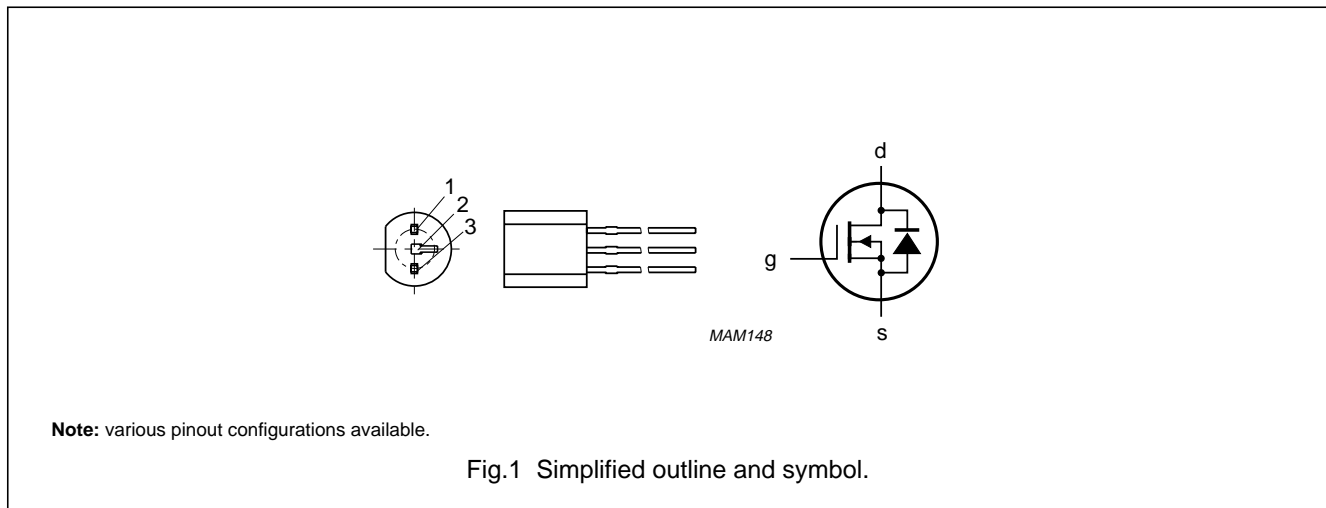 1
2
3
d
g
s
MAM148
Note: various pinout configurations available.
Fig.1 Simplified outline and symbol.